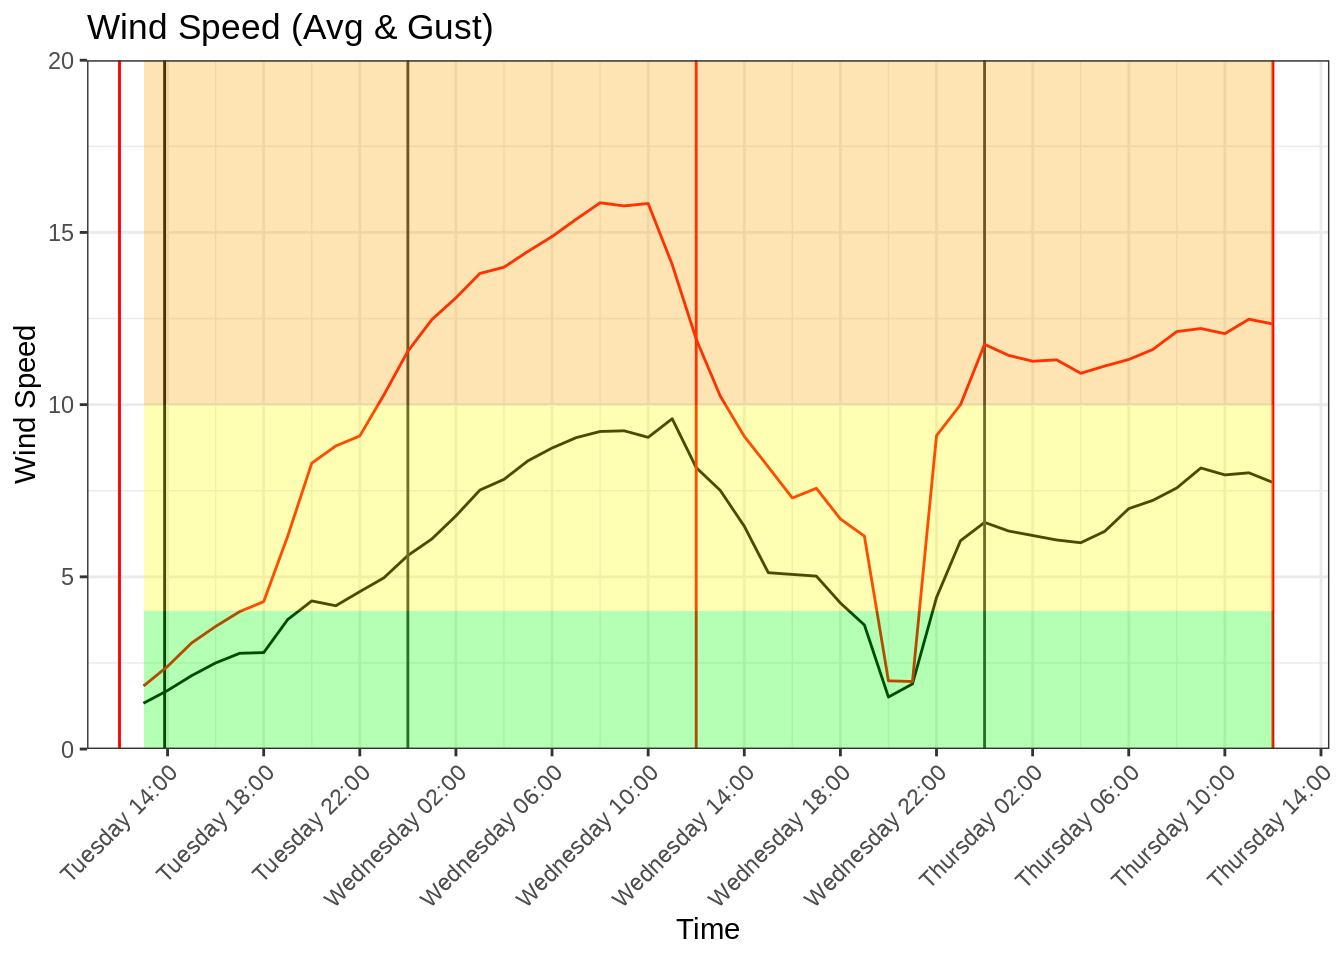 Wind Speed (Avg & Gust)
20
15
10
5
0
Wind Speed
Tuesday 14:00
Tuesday 18:00
Tuesday 22:00
Wednesday 02:00
Wednesday 06:00
Wednesday 10:00
Wednesday 14:00
Wednesday 18:00
Wednesday 22:00
Thursday 02:00
Thursday 06:00
Thursday 10:00
Thursday 14:00
Time